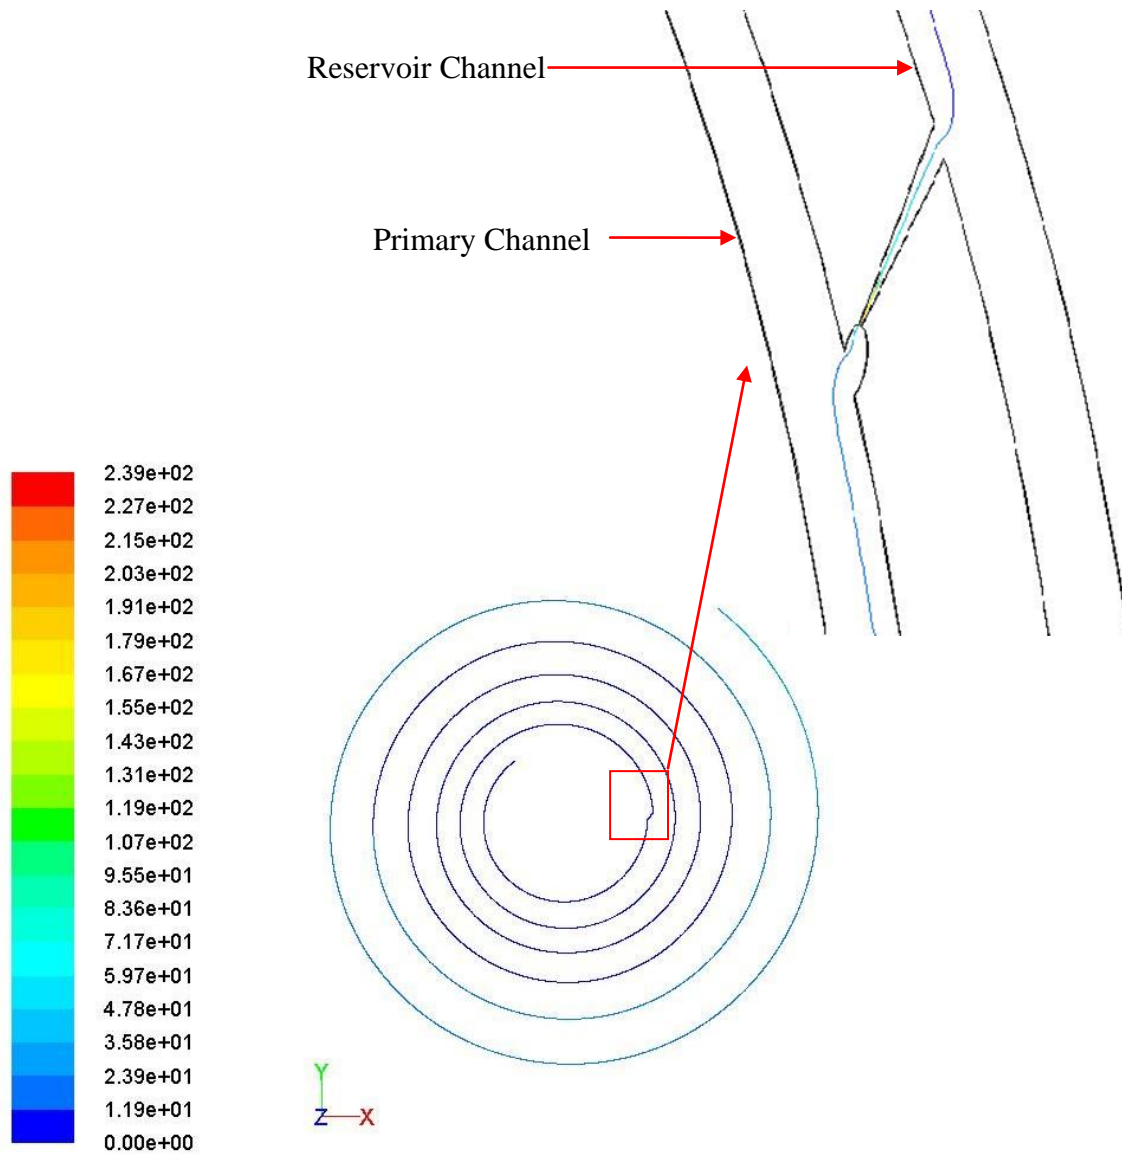 Reservoir Channel
Primary Channel
2.39e+02
2.27e+02
2.15e+02
2.03e+02
1.91e+02
1.79e+02
1.67e+02
1.55e+02
1.43e+02
1.31e+02
1.19e+02
1.07e+02
9.55e+01
8.36e+01
7.17e+01
5.97e+01
4.78e+01
3.58e+01
2.39e+01
1.19e+01
0.00e+00
Y
Z X